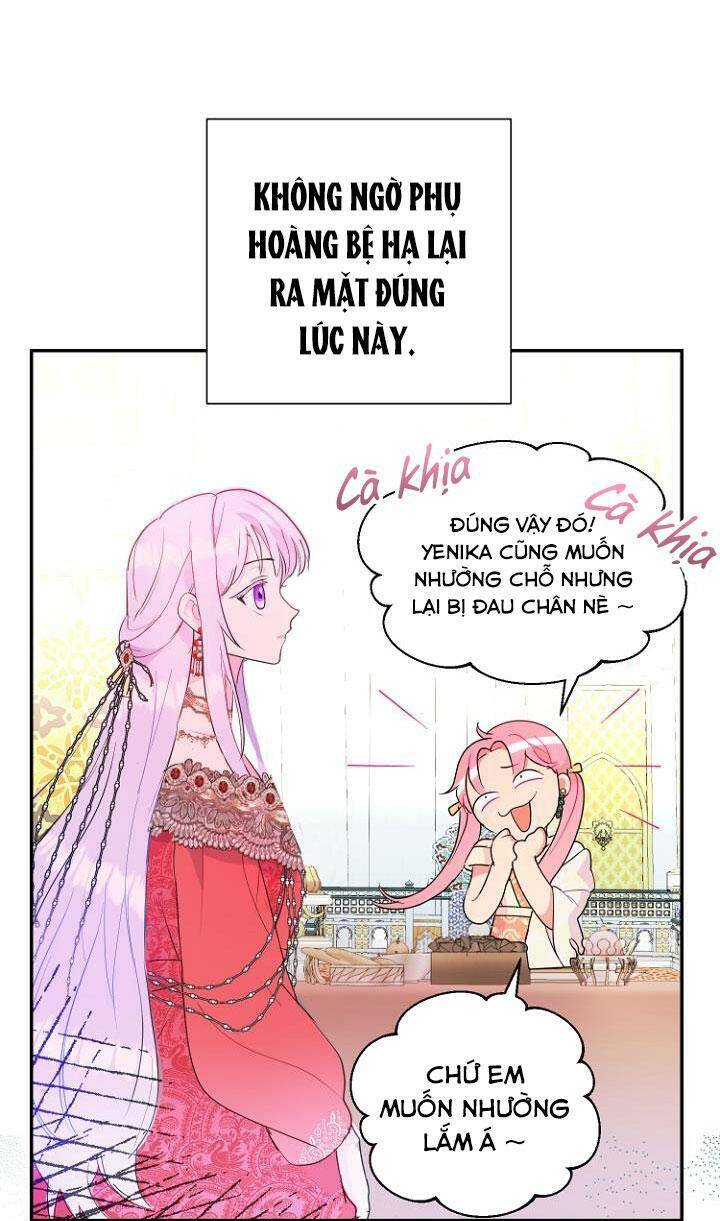 KHÔNG NGỜ PHỤ
HOÀNG BỆ HẠ LẠI
RA MẶT ĐÚNG
LÚC NÀY.
Cà khịa
Cà khịa
ĐÚNG VẬY ĐÓ!
YENIKA CŨNG MUỐN
NHƯỜNG CHỖ NHƯNG
LẠI BỊ ĐAU CHÂN NÈ ~
CHỨ EM
MUỐN NHƯỜNG
LẮM Á ~